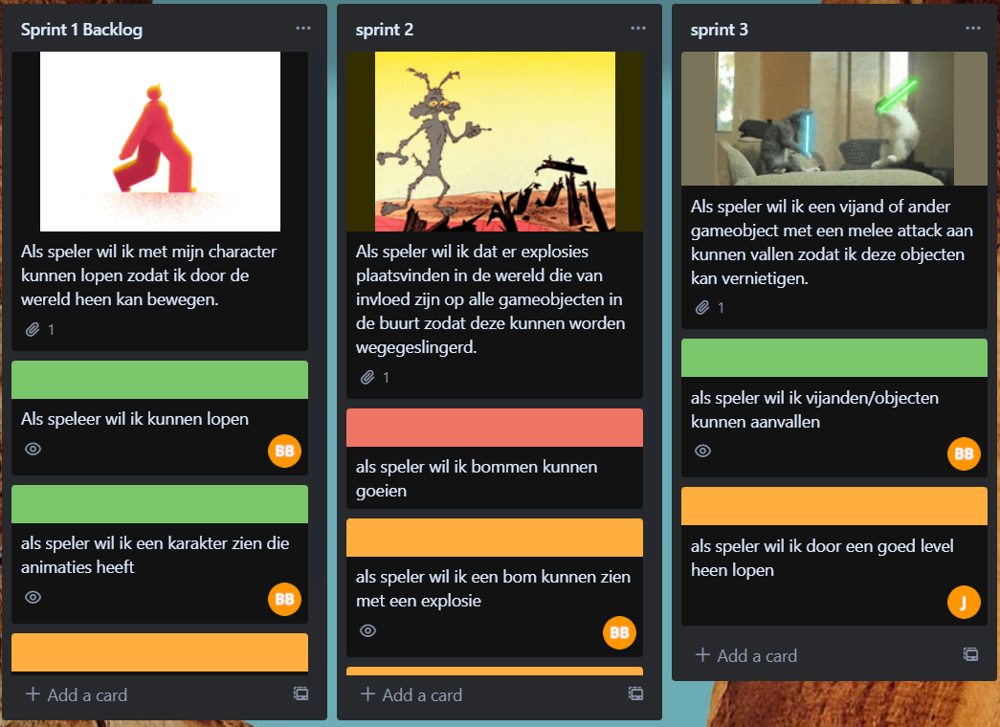 Sprint 1 Backlog
Als speler wil ik met mijn character
kunnen lopen zodat ik door de
wereld heen kan bewegen.
1
Als speleer wil ik kunnen lopen
BB
als speler wil ik een karakter zien die
animaties heeft
BB
+ Add a card
sprint 2
Als speler wil ik dat er explosies
plaatsvinden in de wereld die van
invloed zijn op alle gameobjecten in
de buurt zodat deze kunnen worden
wegegeslingerd.
1
als speler wil ik bommen kunnen
goeien
als speler wil ik een bom kunnen zien
met een explosie
BB
+ Add a card
sprint 3
Als speler wil ik een vijand of ander
gameobject met een melee attack aan
kunnen vallen zodat ik deze objecten
kan vernietigen.
1
als speler wil ik vijanden/objecten
kunnen aanvallen
BB
als speler wil ik door een goed level
heen lopen
J
+ Add a card